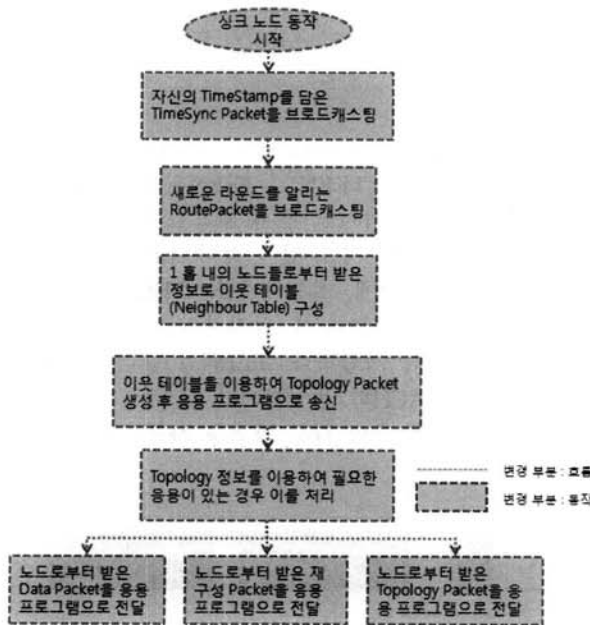 싱크 노드 동작
시작
자신의 TimeStamp를 담은
TimeSync Packet을 브로드캐스팅
새로운 라운드를 알리는
RoutePacket을 브로드캐스팅
1 홉 내의 노드들로부터 받은
정보로 이웃 테이블
(Neighbour Table) 구성
이웃 테이블을 이용하여 Topology Packet
생성 후 응용 프로그램으로 송신
Topology 정보를 이용하여 필요한
응용이 있는 경우 이를 처리
변경 부분 : 흐름
변경 부분 : 동작
노드로부터 받은
Data Packet을 응용
프로그램으로 전달
노드로부터 받은 재
구성 Packet을 응용
프로그램으로 전달
노드로부터 받은
Topology Packet을 응
용 프로그램으로 전달